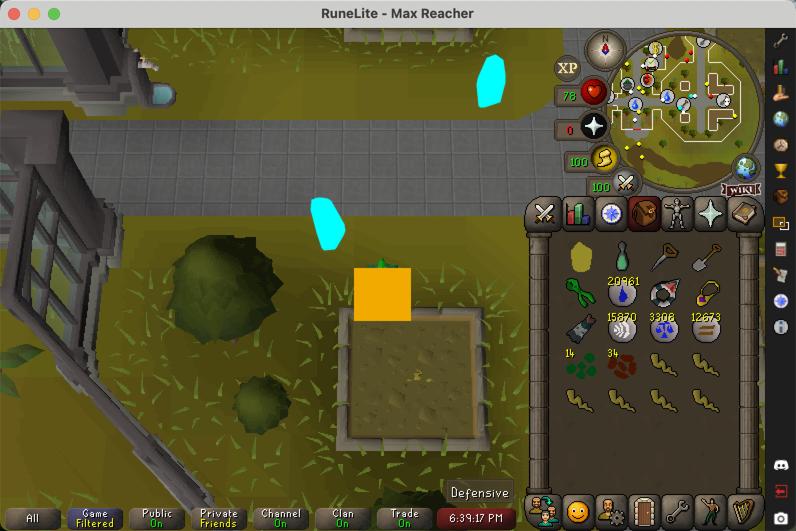 RuneLite - Max Reacher
XP
78
0
100
100
WIKI
20961
15870
3308
12673
14
34
Defensive
All
Game
Filtered
Public
On
Private
Friends
Channel
On
Clan
On
Trade
On
6:39:17 PM